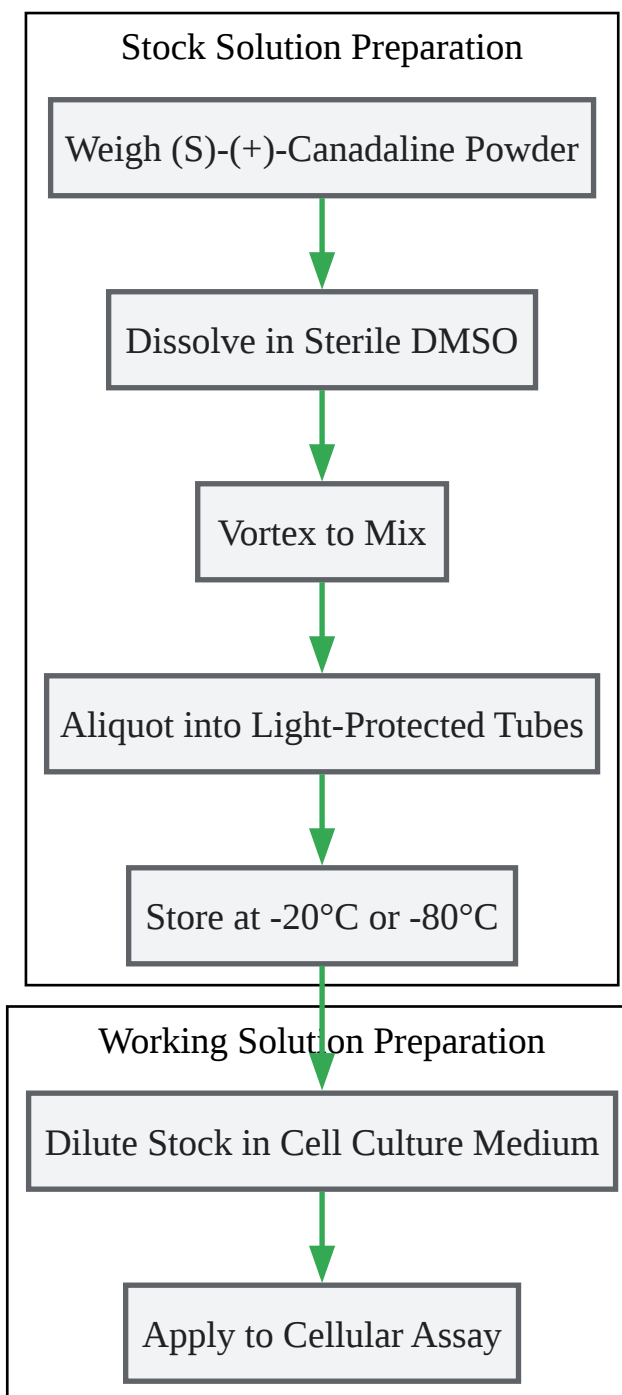 Stock Solution Preparation
Weigh (S)-(+)-Canadaline Powder
Dissolve in Sterile DMSO
Vortex to Mix
Aliquot into Light-Protected Tubes
Store at -20°C or -80°C
Working Solution Preparation
Dilute Stock in Cell Culture Medium
Apply to Cellular Assay